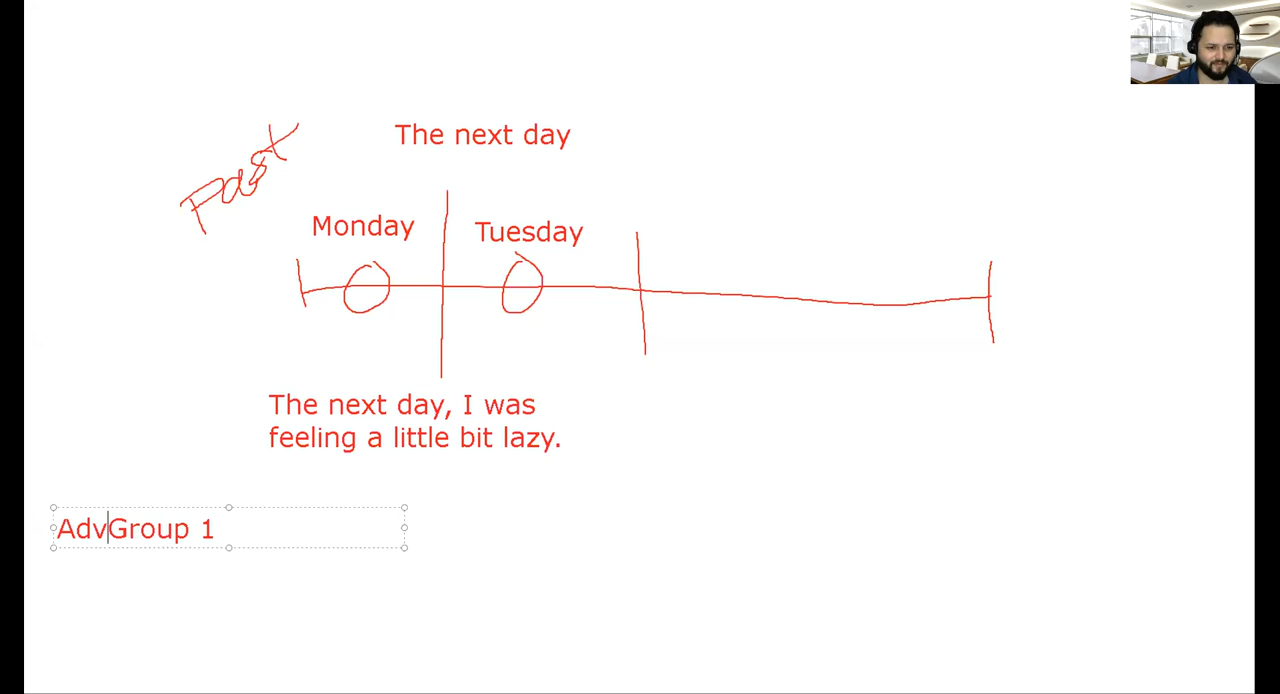 Past
The next day
Monday
Tuesday
The next day, I was
feeling a little bit lazy.
AdvGroup 1